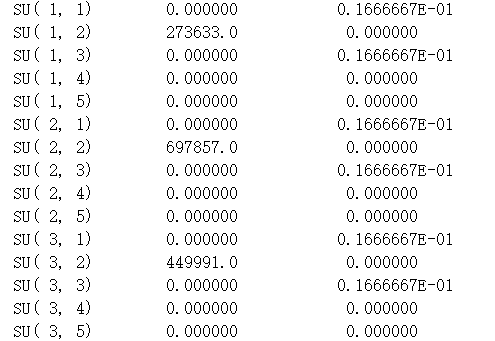 SU( 1, 1) 0.000000 0.1666667E-01
SU( 1, 2) 273633.0 0.000000
SU( 1, 3) 0.000000 0.1666667E-01
SU( 1, 4) 0.000000 0.000000
SU( 1, 5) 0.000000 0.000000
SU( 2, 1) 0.000000 0.1666667E-01
SU( 2, 2) 697857.0 0.000000
SU( 2, 3) 0.000000 0.1666667E-01
SU( 2, 4) 0.000000 0.000000
SU( 2, 5) 0.000000 0.000000
SU( 3, 1) 0.000000 0.1666667E-01
SU( 3, 2) 449991.0 0.000000
SU( 3, 3) 0.000000 0.1666667E-01
SU( 3, 4) 0.000000 0.000000
SU( 3, 5) 0.000000 0.000000